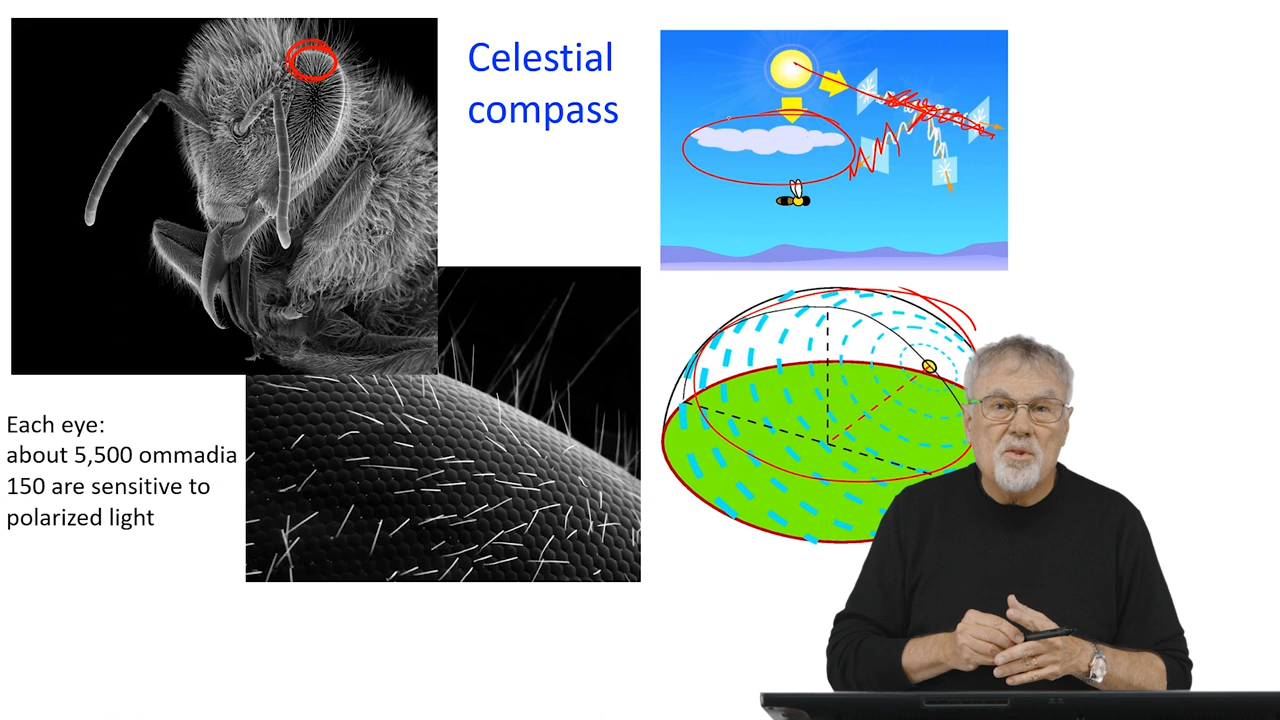 Celestial
compass
Each eye:
about 5,500 ommadia
150 are sensitive to
polarized light